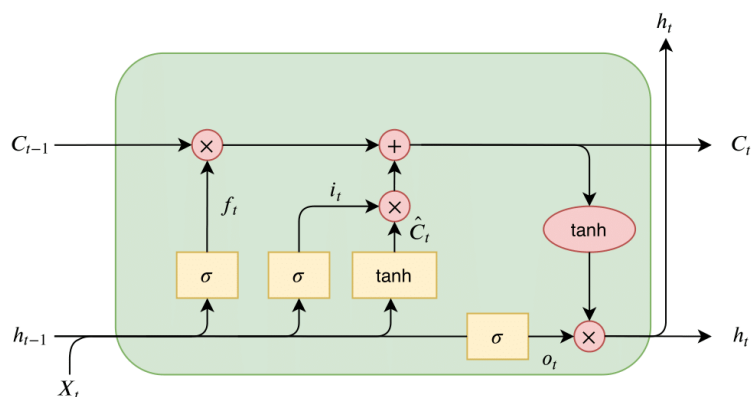 h_t
C_{t-1}
×
+
C_t
f_t
i_t
×
Ĉ_t
tanh
σ
σ
tanh
h_{t-1}
σ
×
h_t
o_t
X_t